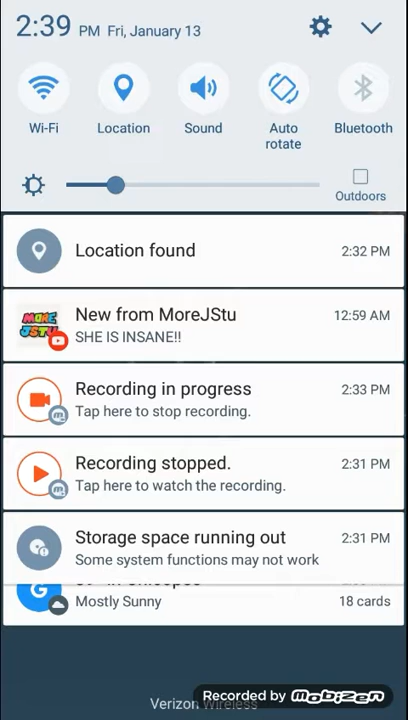 2:39 PM Fri, January 13
Wi-Fi
Location
Sound
Auto rotate
Bluetooth
Outdoors
Location found 2:32 PM
MORE JSTU
New from MoreJStu 12:59 AM
SHE IS INSANE!!
Recording in progress 2:33 PM
Tap here to stop recording.
Recording stopped. 2:31 PM
Tap here to watch the recording.
Storage space running out 2:31 PM
Some system functions may not work
G
Mostly Sunny 18 cards
Verizon Wireless
Recorded by mobizen